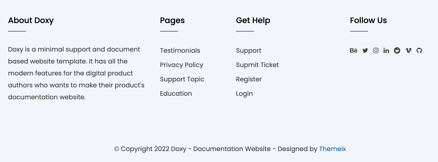 About Doxy
Doxy is a minimal support and document
based website template. It has all the
modern features for the digital product
authors who wants to make their product's
documentation website.
Pages
Testimonials
Privacy Policy
Support Topic
Education
Get Help
Support
Supmit Ticket
Register
Login
Follow Us
© Copyright 2022 Doxy - Documentation Website - Designed by Themeix